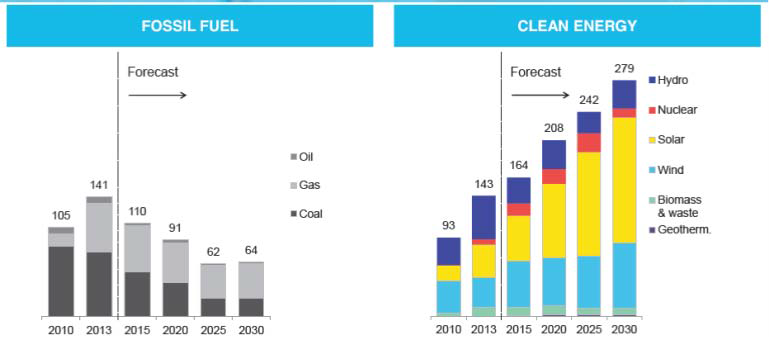 FOSSIL FUEL
Forecast
105
141
110
91
62
64
Oil
Gas
Coal
2010 2013 2015 2020 2025 2030
CLEAN ENERGY
Forecast
93
143
164
208
242
279
Hydro
Nuclear
Solar
Wind
Biomass
& waste
Geotherm.
2010 2013 2015 2020 2025 2030